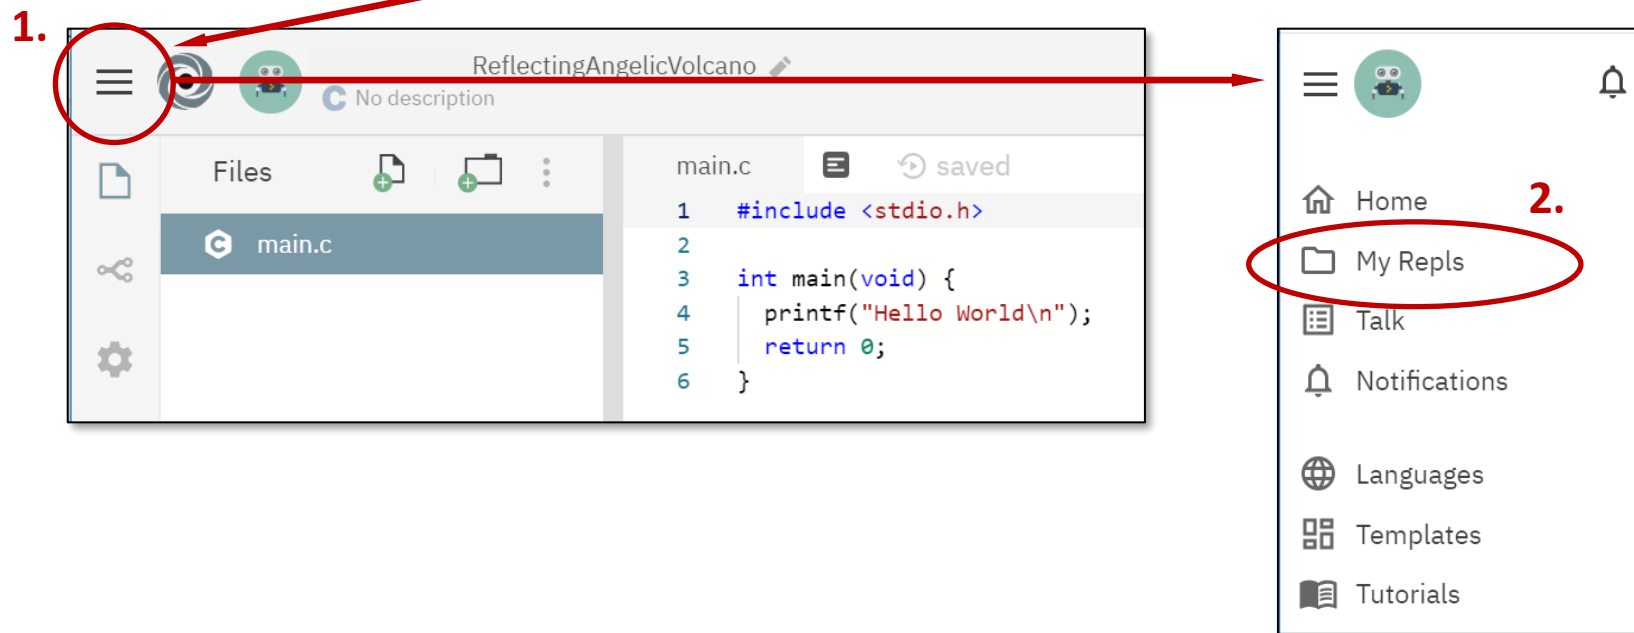 1.
ReflectingAngelicVolcano
C No description
Files
main.c
main.c
saved
1 #include <stdio.h>
2
3 int main(void) {
4 printf("Hello World\n");
5 return 0;
6 }
Home
2.
My Repls
Talk
Notifications
Languages
Templates
Tutorials